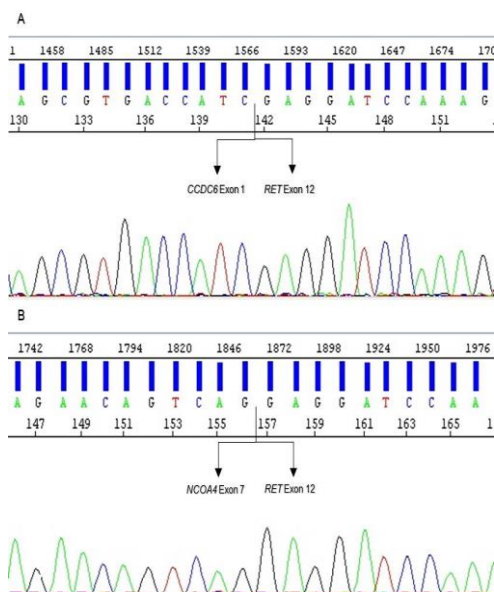 A
1 1458 1485 1512 1539 1566 1593 1620 1647 1674 170
A G C G T G A C C A T C G A G G A T C C A A A G
130 133 136 139 142 145 148 151
CCDC6 Exon 1 RET Exon 12
B
1742 1768 1794 1820 1846 1872 1898 1924 1950 1976
A G A A C A G T C A G G A G G A T C C A A
147 149 151 153 155 157 159 161 163 165
NCOA4 Exon 7 RET Exon 12